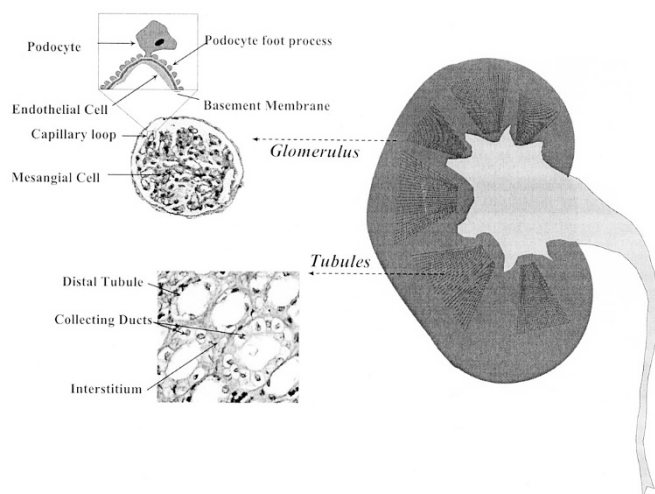 Podocyte
Podocyte foot process
Endothelial Cell
Basement Membrane
Capillary loop
Glomerulus
Mesangial Cell
Tubules
Distal Tubule
Collecting Ducts
Interstitium